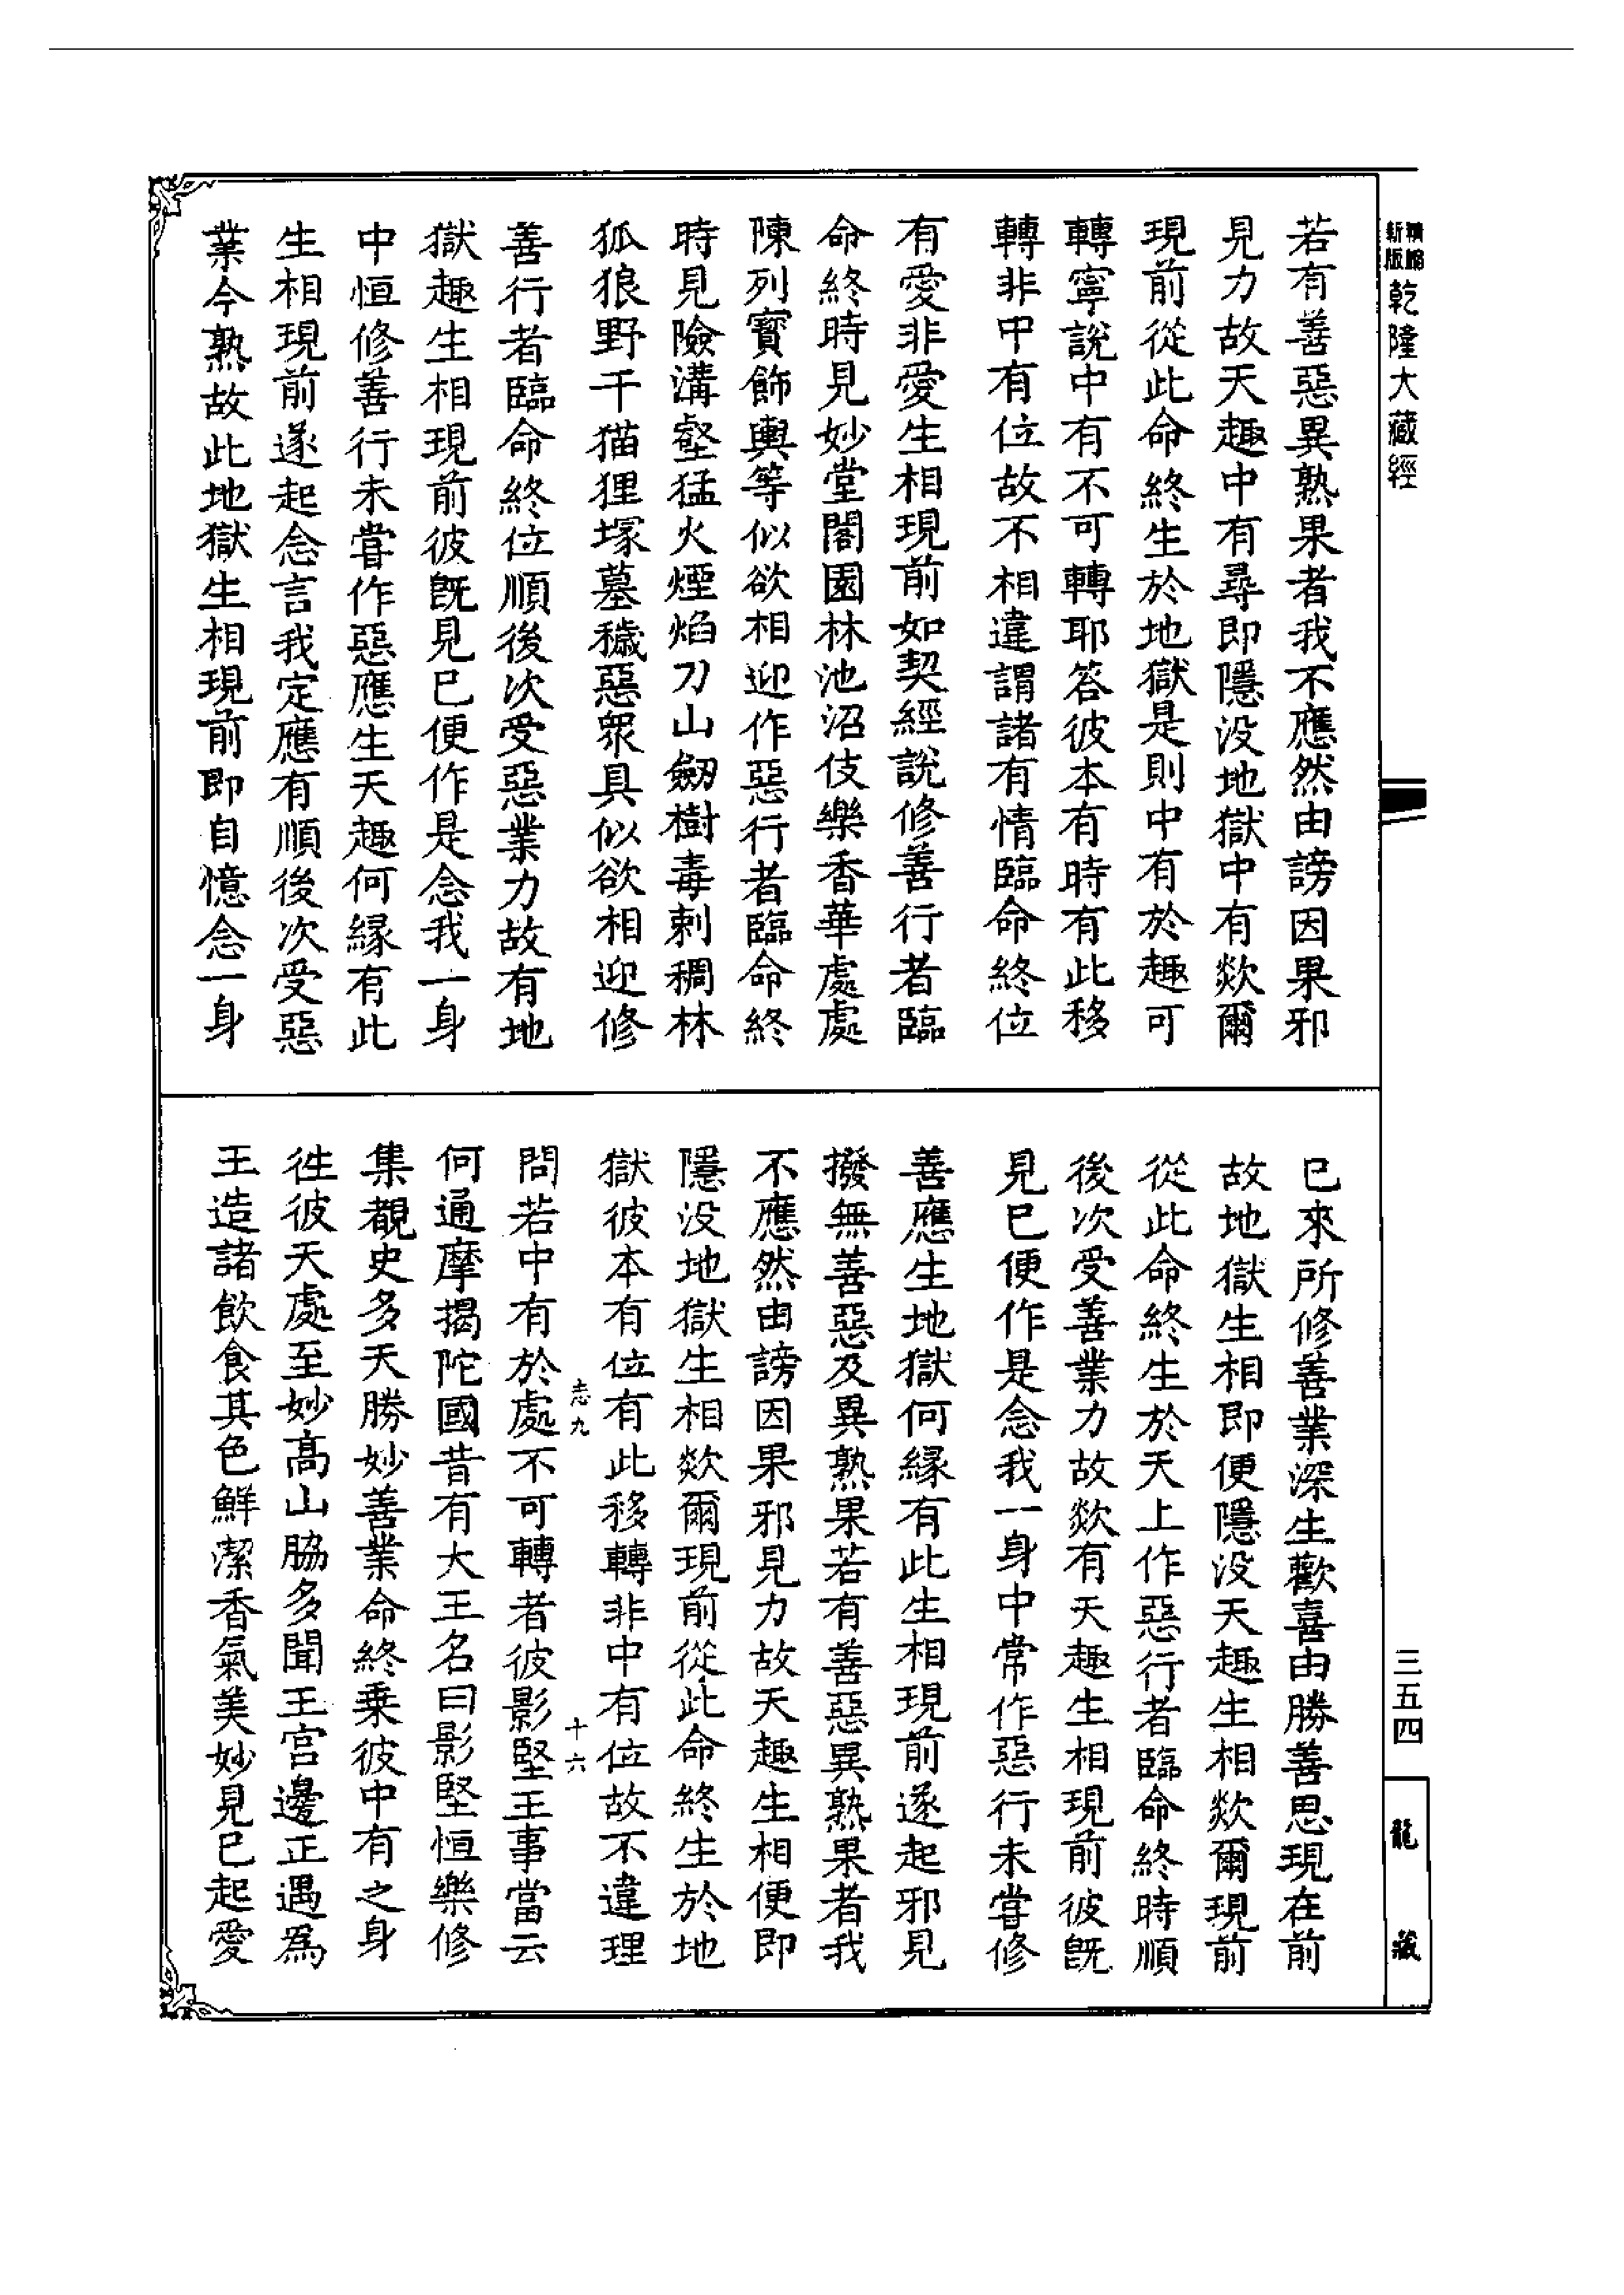 新版精縮乾隆大藏經
若有善惡異熟果者我不應然由謗因果邪
見力故天趣中有尋即隱没地獄中有欻爾
現前從此命終生於地獄是則中有於趣可
轉寧説中有不可轉耶答彼本有時有此移
轉非中有位故不相違謂諸有情臨命終位
有愛非愛生相現前如契經説修善行者臨
命終時見妙堂閣園林池沼伎樂香華處處
陳列寳飾輿等似欲相迎作惡行者臨命終
時見險溝壑猛火煙焰刀山劒樹毒刺稠林
狐狼野干猫狸塚墓穢惡衆具似欲相迎修
善行者臨命終位順後次受惡業力故有地
獄趣生相現前彼旣見已便作是念我一身
中恒修善行未甞作惡應生天趣何縁有此
生相現前遂起念言我定應有順後次受惡
業今熟故此地獄生相現前即自憶念一身
已來所修善業深生歡喜由勝善思現在前
故地獄生相即便隱没天趣生相欻爾現前
從此命終生於天上作惡行者臨命終時順
後次受善業力故欻有天趣生相現前彼旣
見已便作是念我一身中常作惡行未甞修
善應生地獄何縁有此生相現前遂起邪見
撥無善惡及異熟果若有善惡異熟果者我
不應然由謗因果邪見力故天趣生相便即
隱没地獄生相欻爾現前從此命終生於地
獄彼本有位有此移轉非中有位故不違理
志九 十六
問若中有於處不可轉者彼影堅王事當云
何通摩揭陀國昔有大王名曰影堅恒樂修
集覩史多天勝妙善業命終乗彼中有之身
徃彼天處至妙髙山脇多聞王宫邊正遇爲
王造諸飲食其色鮮潔香氣美妙見已起愛
三五四
龍藏